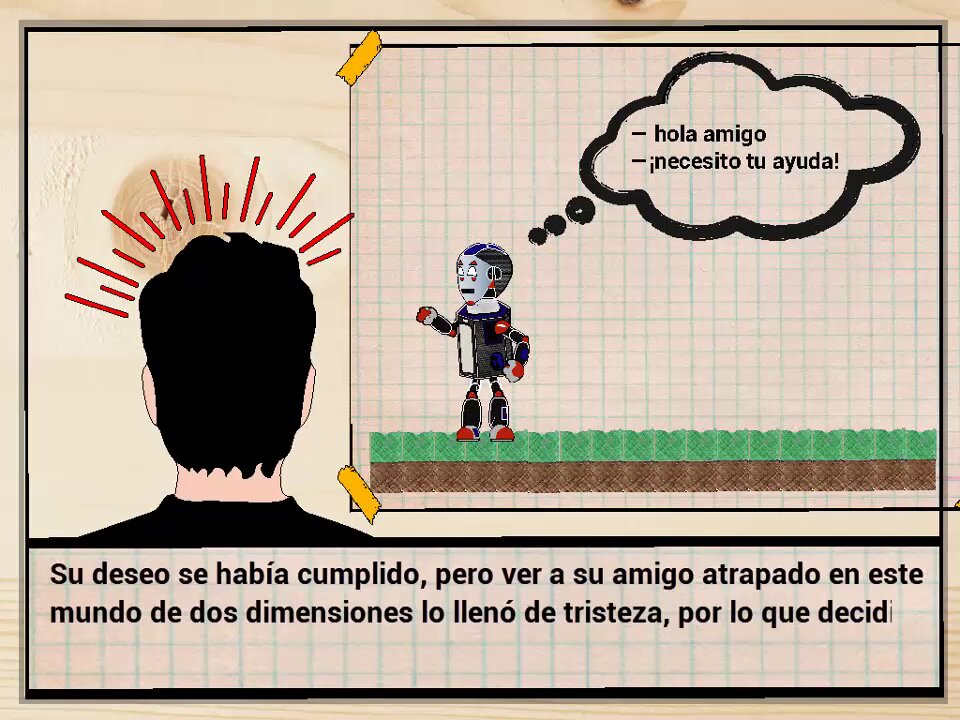 – hola amigo
–¡necesito tu ayuda!
Su deseo se había cumplido, pero ver a su amigo atrapado en este
mundo de dos dimensiones lo llenó de tristeza, por lo que decidi